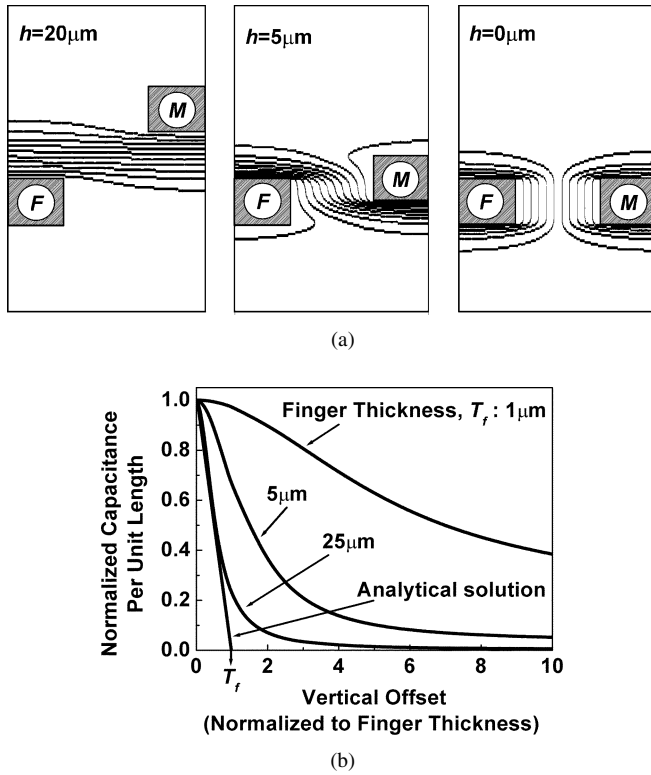 h=20μm
M
F
h=5μm
F
M
h=0μm
F
M
(a)
Normalized Capacitance
Per Unit Length
1.0
0.8
0.6
0.4
0.2
0.0
Finger Thickness, Tf : 1μm
5μm
25μm
Analytical solution
0 2 4 6 8 10
Tf
Vertical Offset
(Normalized to Finger Thickness)
(b)